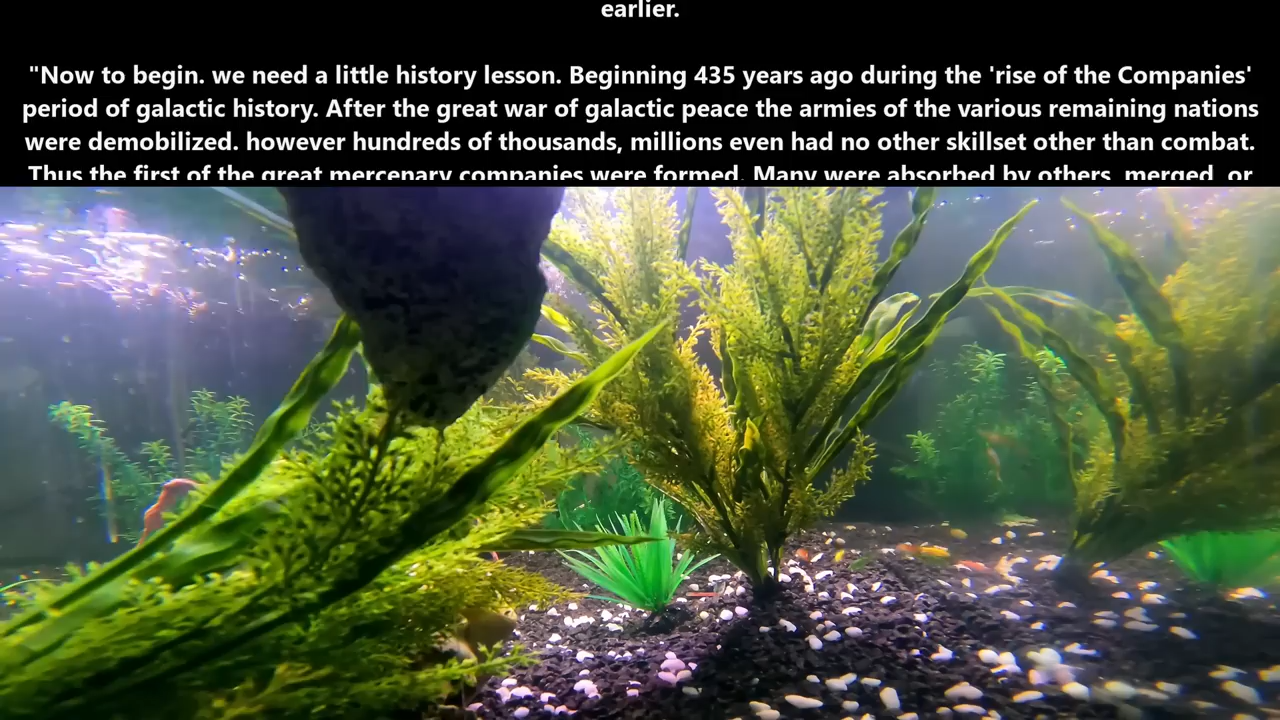 earlier.
"Now to begin. we need a little history lesson. Beginning 435 years ago during the 'rise of the Companies'
period of galactic history. After the great war of galactic peace the armies of the various remaining nations
were demobilized. however hundreds of thousands, millions even had no other skillset other than combat.
Thus the first of the great mercenary companies were formed. Many were absorbed by others, merged, or